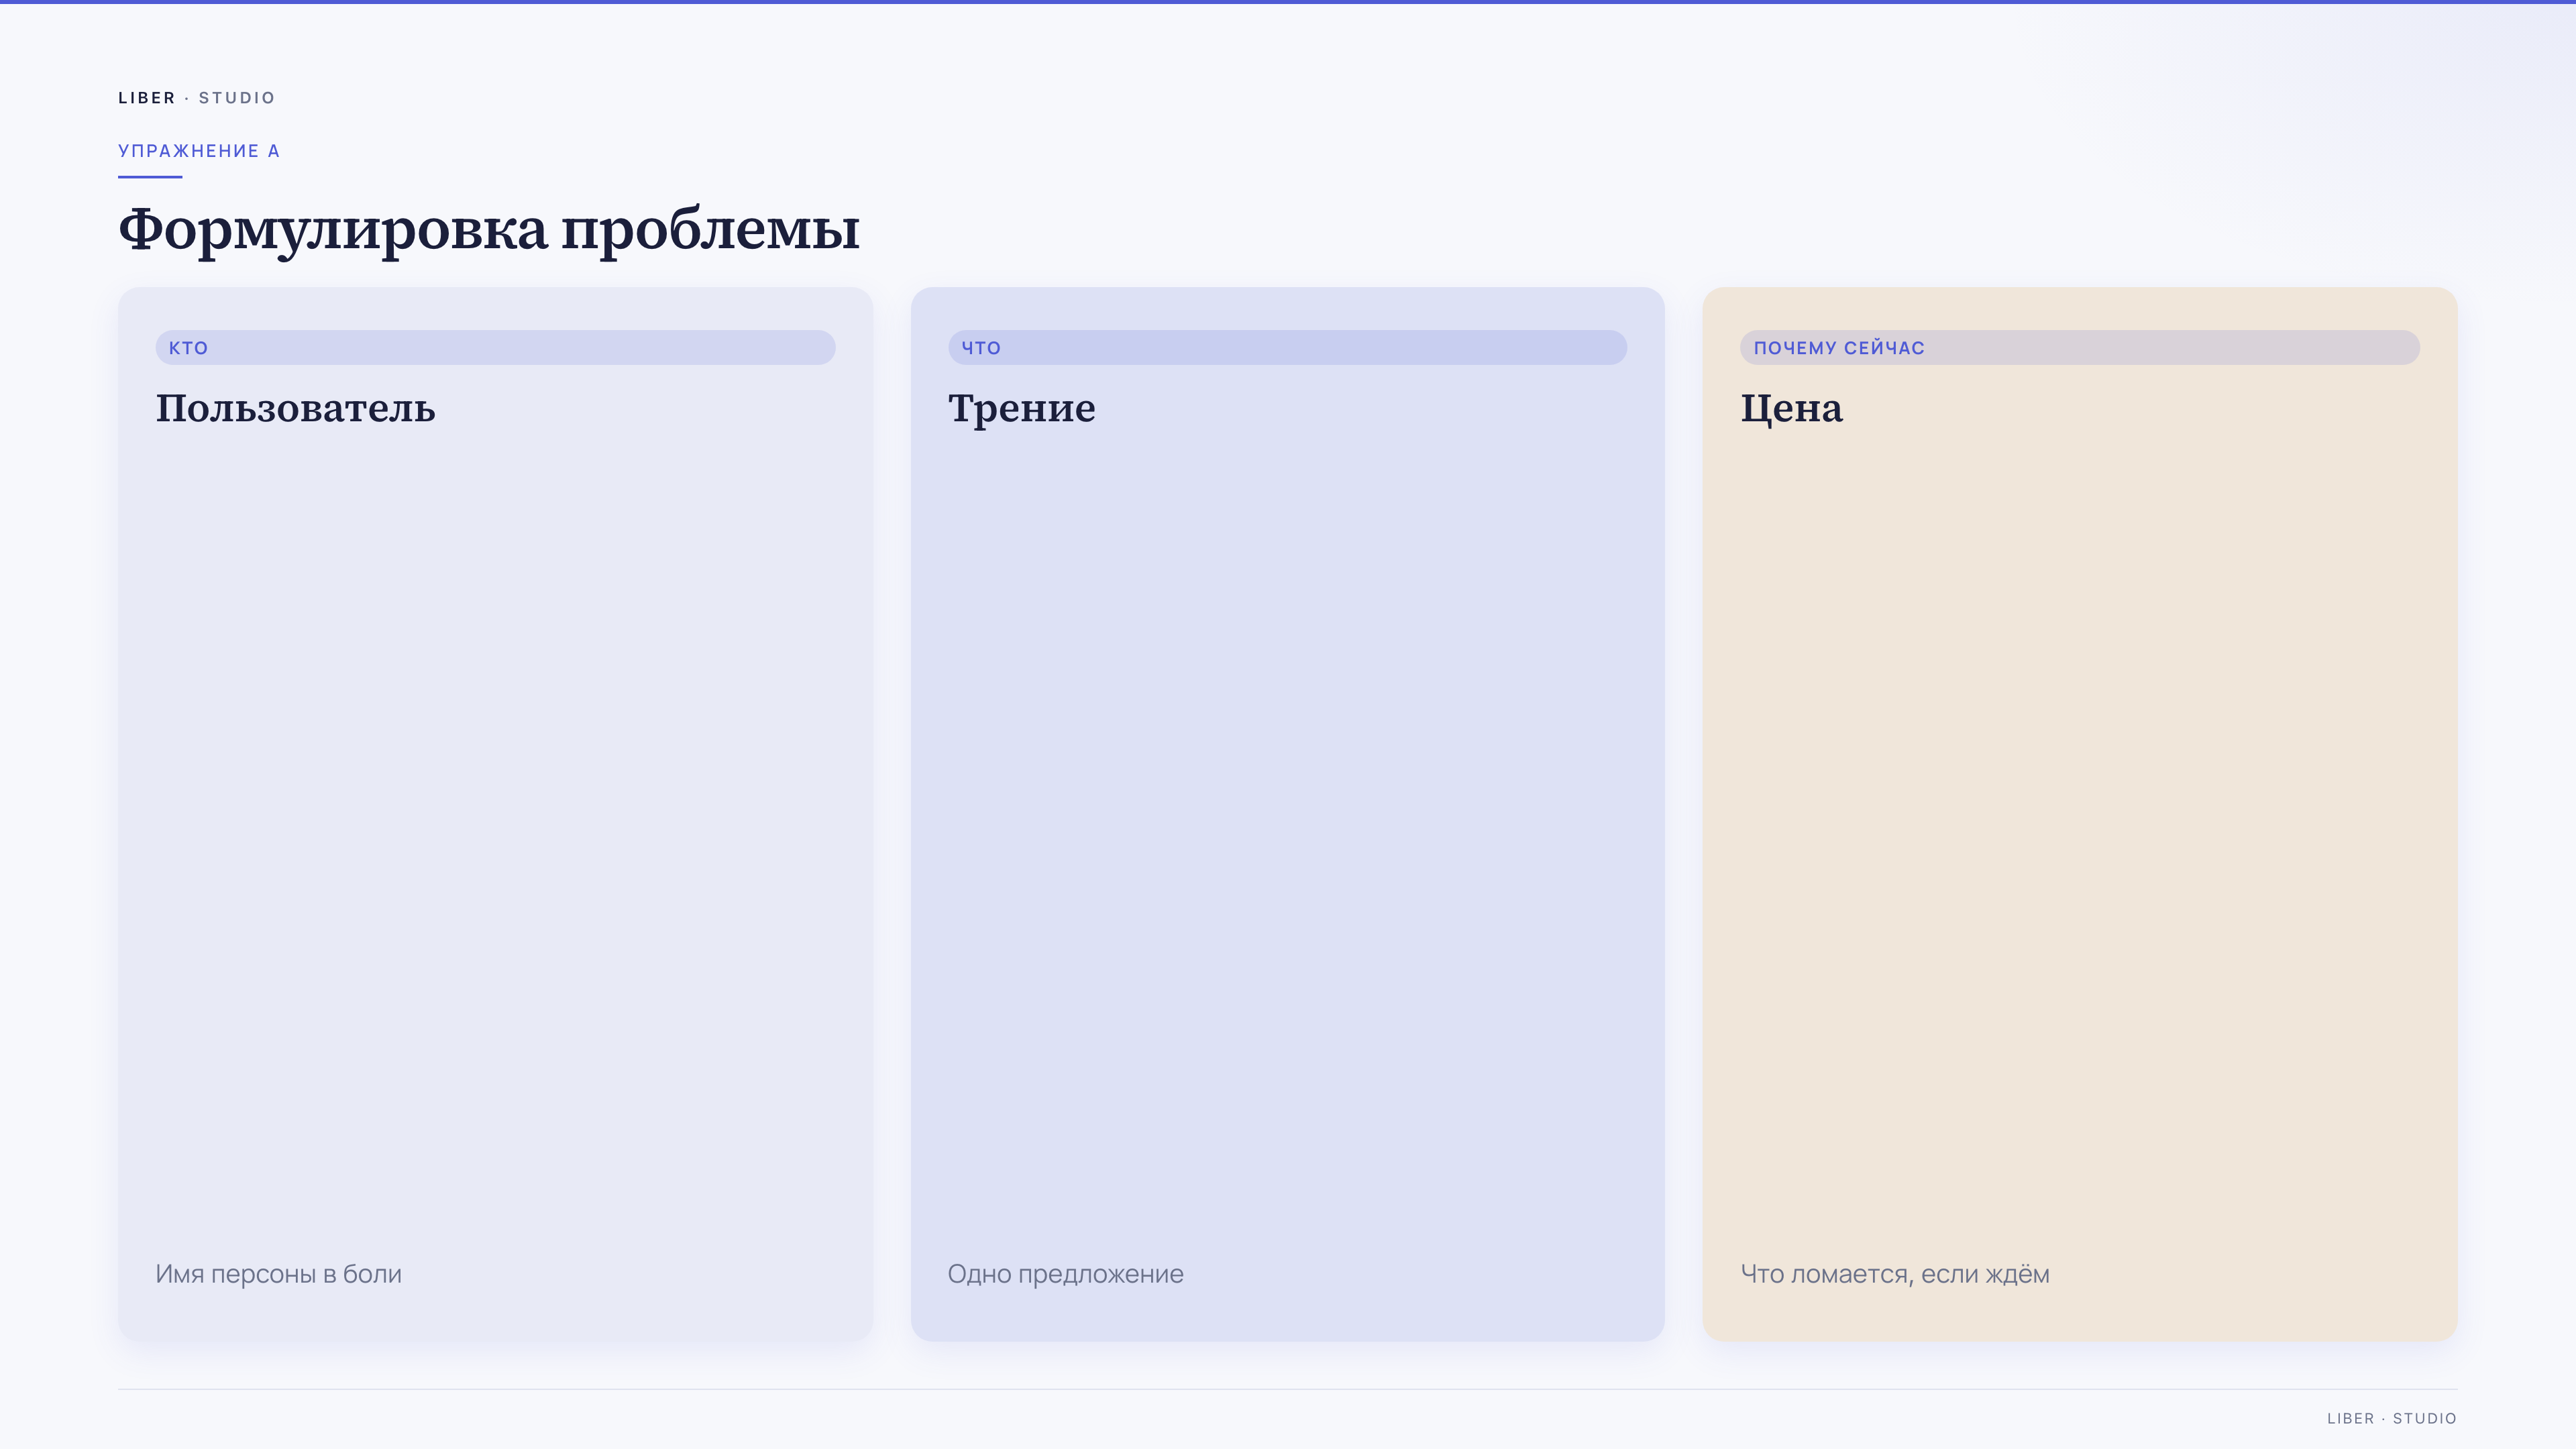 LIBER · STUDIO
УПРАЖНЕНИЕ A
Формулировка проблемы
КТО
Пользователь
Имя персоны в боли
ЧТО
Трение
Одно предложение
ПОЧЕМУ СЕЙЧАС
Цена
Что ломается, если ждём
LIBER · STUDIO